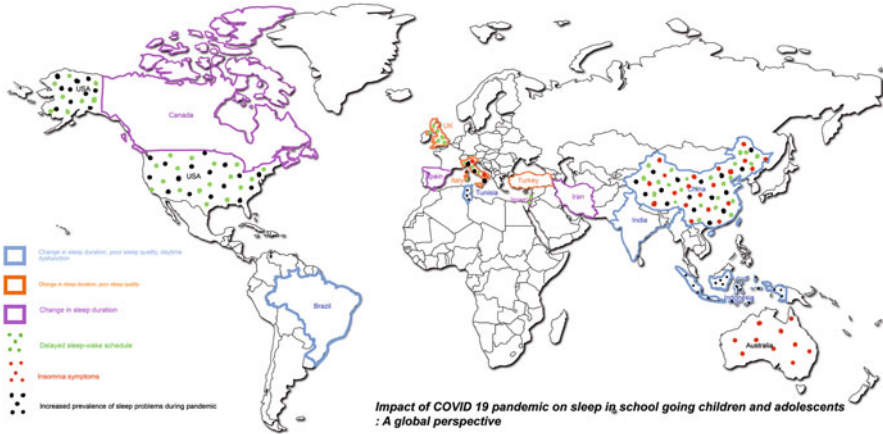 USA
Canada
USA
UK
Spain
Italy
Turkey
Tunisia
Israel
Iran
China
India
Indonesia
Brazil
Australia
Change in sleep duration, poor sleep quality, daytime
dysfunction
Change in sleep duration, poor sleep quality
Change in sleep duration
Delayed sleep-wake schedule
Insomnia symptoms
Increased prevalence of sleep problems during pandemic
Impact of COVID 19 pandemic on sleep in school going children and adolescents
: A global perspective